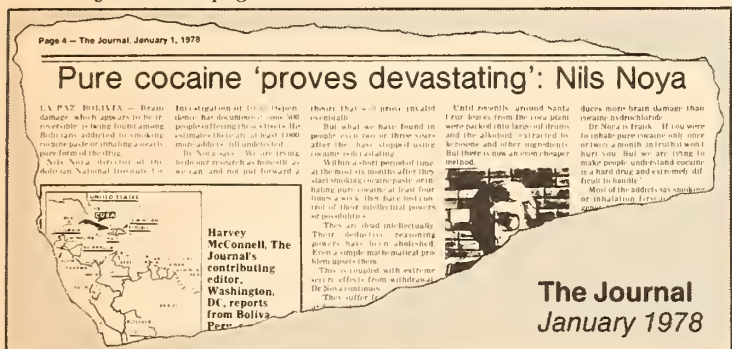 Page 4 — The Journal, January 1, 1978
Pure cocaine 'proves devastating': Nils Noya
LA PAZ BOLIVIA — Brain
damage which appears to be ir
reversible is being found among
Bolivians addicted to smoking
cocaine paste or inhaling a nearly
pure form of the drug
Nils Noya director of the
Bolivian National Institute for
Investigation of Depen
dence has documented some 500
people suffering those effects He
estimates there are at least 1000
more addicts still undetected
Dr Noya says We are trying
to do our research as honestly as
we can and not put forward a
UNITED STATES
CUBA
BRAZIL
BOLIVIA
Harvey
McConnell, The
Journal's
contributing
editor,
Washington,
DC, reports
from Boliva
Peru
theory that will prove invalid
eventually
But what we have found in
people even two or three years
after they have stopped using
cocaine is devastating
Within a short period of time
at the most six months after they
start smoking cocaine paste or in
haling pure cocaine at least four
times a week they have lost con
trol of their intellectual powers
or possibilities
They are dead intellectually
Their deductive reasoning
powers have been abolished
Even a simple mathematical pro
blem upsets them
This is coupled with extreme
severe effects from withdrawal
Dr Noya continues
They suffer
Until recently around Santa
Cruz leaves from the coca plant
were packed into large oil drums
and the alkaloid extracted by
kerosene and other ingredients
But there is now an even cheaper
method.
duces more brain damage than
cocaine hydrochloride
Dr Noya is frank If you were
to inhale pure cocaine only once
or twice a month in truth it won't
hurt you But we are trying to
make people understand cocaine
is a hard drug and extremely dif
ficult to handle
Most of the addicts say smoking
or inhalation first
The Journal
January 1978